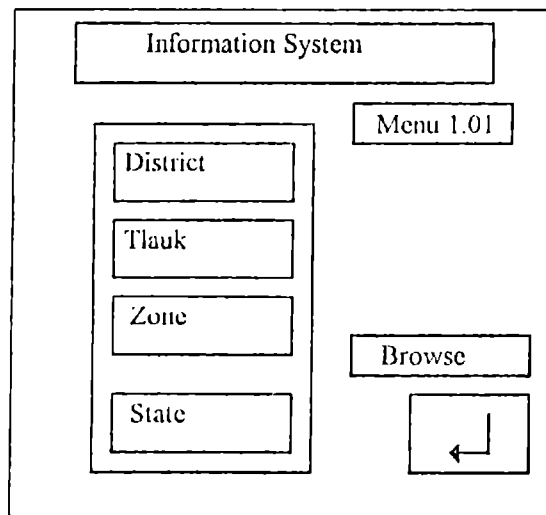 Information System
Menu 1.01
District
Tlauk
Zone
State
Browse